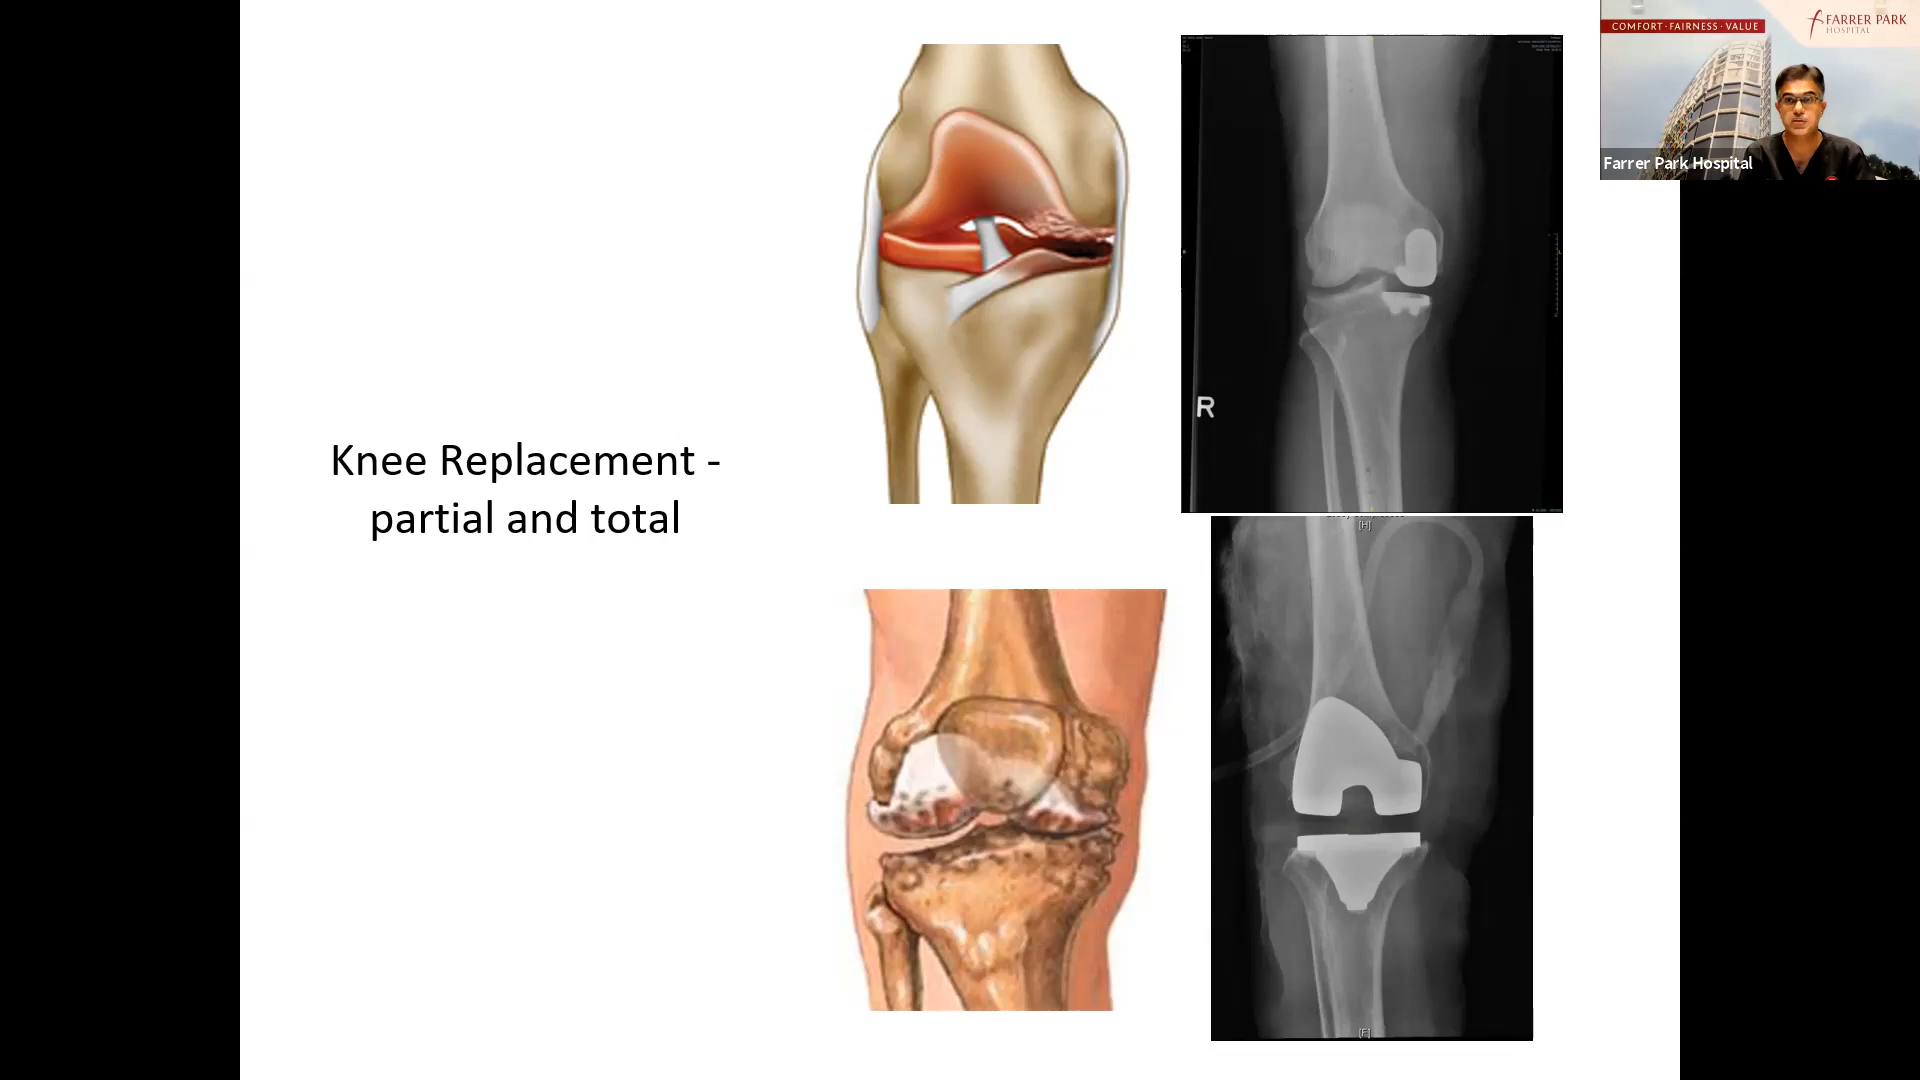 Knee Replacement -
partial and total
R
[H]
[F]
COMFORT · FAIRNESS · VALUE
FARRER PARK
HOSPITAL
Farrer Park Hospital